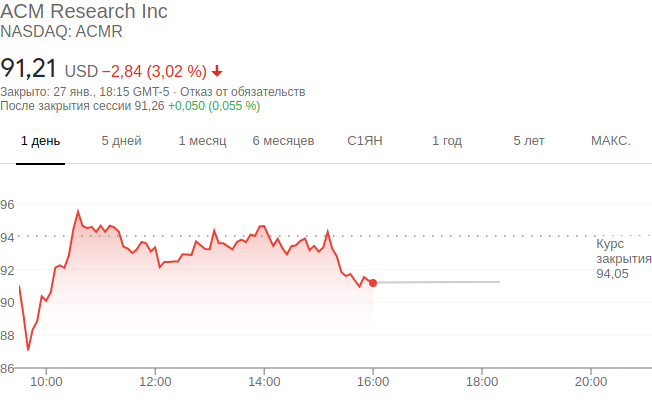 ACM Research Inc
NASDAQ: ACMR
91,21 USD −2,84 (3,02 %)
Закрыто: 27 янв., 18:15 GMT-5 · Отказ от обязательств
После закрытия сессии 91,26 +0,050 (0,055 %)
1 день 5 дней 1 месяц 6 месяцев С1ЯН 1 год 5 лет МАКС.
96
94
92
90
88
86
Курс
закрытия
94,05
10:00 12:00 14:00 16:00 18:00 20:00